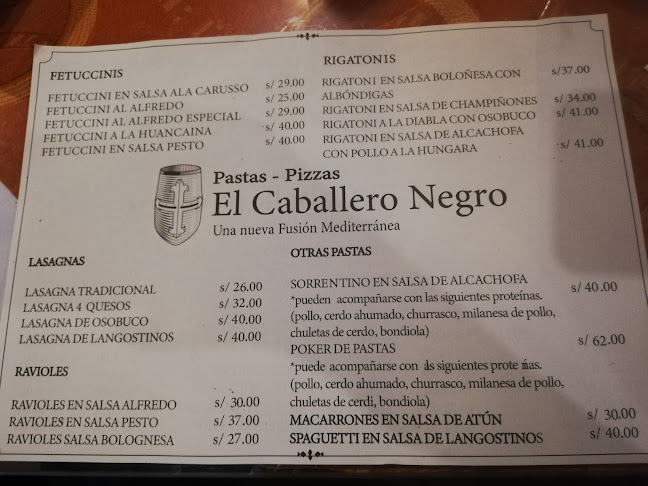 FETUCCINIS
FETUCCINI EN SALSA ALA CARUSSO s/ 29.00
FETUCCINI AL ALFREDO s/ 25.00
FETUCCINI AL ALFREDO ESPECIAL s/ 29.00
FETUCCINI A LA HUANCAINA s/ 40.00
FETUCCINI EN SALSA PESTO s/ 40.00
RIGATONIS
RIGATONI EN SALSA BOLOÑESA CON s/37.00
ALBÓNDIGAS
RIGATONI EN SALSA DE CHAMPIÑONES s/ 34.00
RIGATONI A LA DIABLA CON OSOBUCO s/ 41.00
RIGATONI EN SALSA DE ALCACHOFA
CON POLLO A LA HUNGARA s/ 41.00
Pastas - Pizzas
El Caballero Negro
Una nueva Fusión Mediterránea
LASAGNAS
LASAGNA TRADICIONAL s/ 26.00
LASAGNA 4 QUESOS s/ 32.00
LASAGNA DE OSOBUCO s/ 40.00
LASAGNA DE LANGOSTINOS s/ 40.00
RAVIOLES
RAVIOLES EN SALSA ALFREDO s/ 30.00
RAVIOLES EN SALSA PESTO s/ 37.00
RAVIOLES SALSA BOLOGNESA s/ 27.00
OTRAS PASTAS
SORRENTINO EN SALSA DE ALCACHOFA s/ 40.00
*pueden acompañarse con las siguientes proteínas.
(pollo, cerdo ahumado, churrasco, milanesa de pollo,
chuletas de cerdo, bondiola)
POKER DE PASTAS s/ 62.00
*puede acompañarse con las siguientes proteínas.
(pollo, cerdo ahumado, churrasco, milanesa de pollo,
chuletas de cerdi, bondiola)
MACARRONES EN SALSA DE ATÚN s/ 30.00
SPAGUETTI EN SALSA DE LANGOSTINOS s/ 40.00